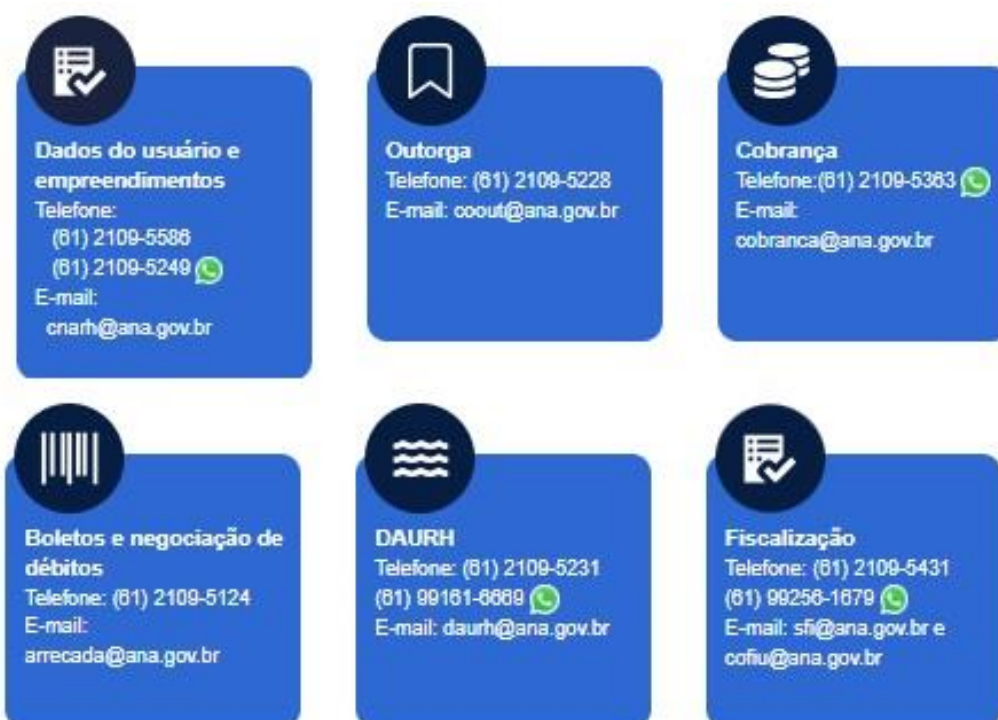 Dados do usuário e
empreendimentos
Telefone:
(61) 2109-5586
(61) 2109-5249
E-mail:
cnarh@ana.gov.br
Outorga
Telefone: (61) 2109-5228
E-mail: coout@ana.gov.br
Cobrança
Telefone:(61) 2109-5363
E-mail:
cobranca@ana.gov.br
Boletos e negociação de
débitos
Telefone: (61) 2109-5124
E-mail:
arrecada@ana.gov.br
DAURH
Telefone: (61) 2109-5231
(61) 99161-6669
E-mail: daurh@ana.gov.br
Fiscalização
Telefone: (61) 2109-5431
(61) 99256-1679
E-mail: sfi@ana.gov.br e
cofiu@ana.gov.br